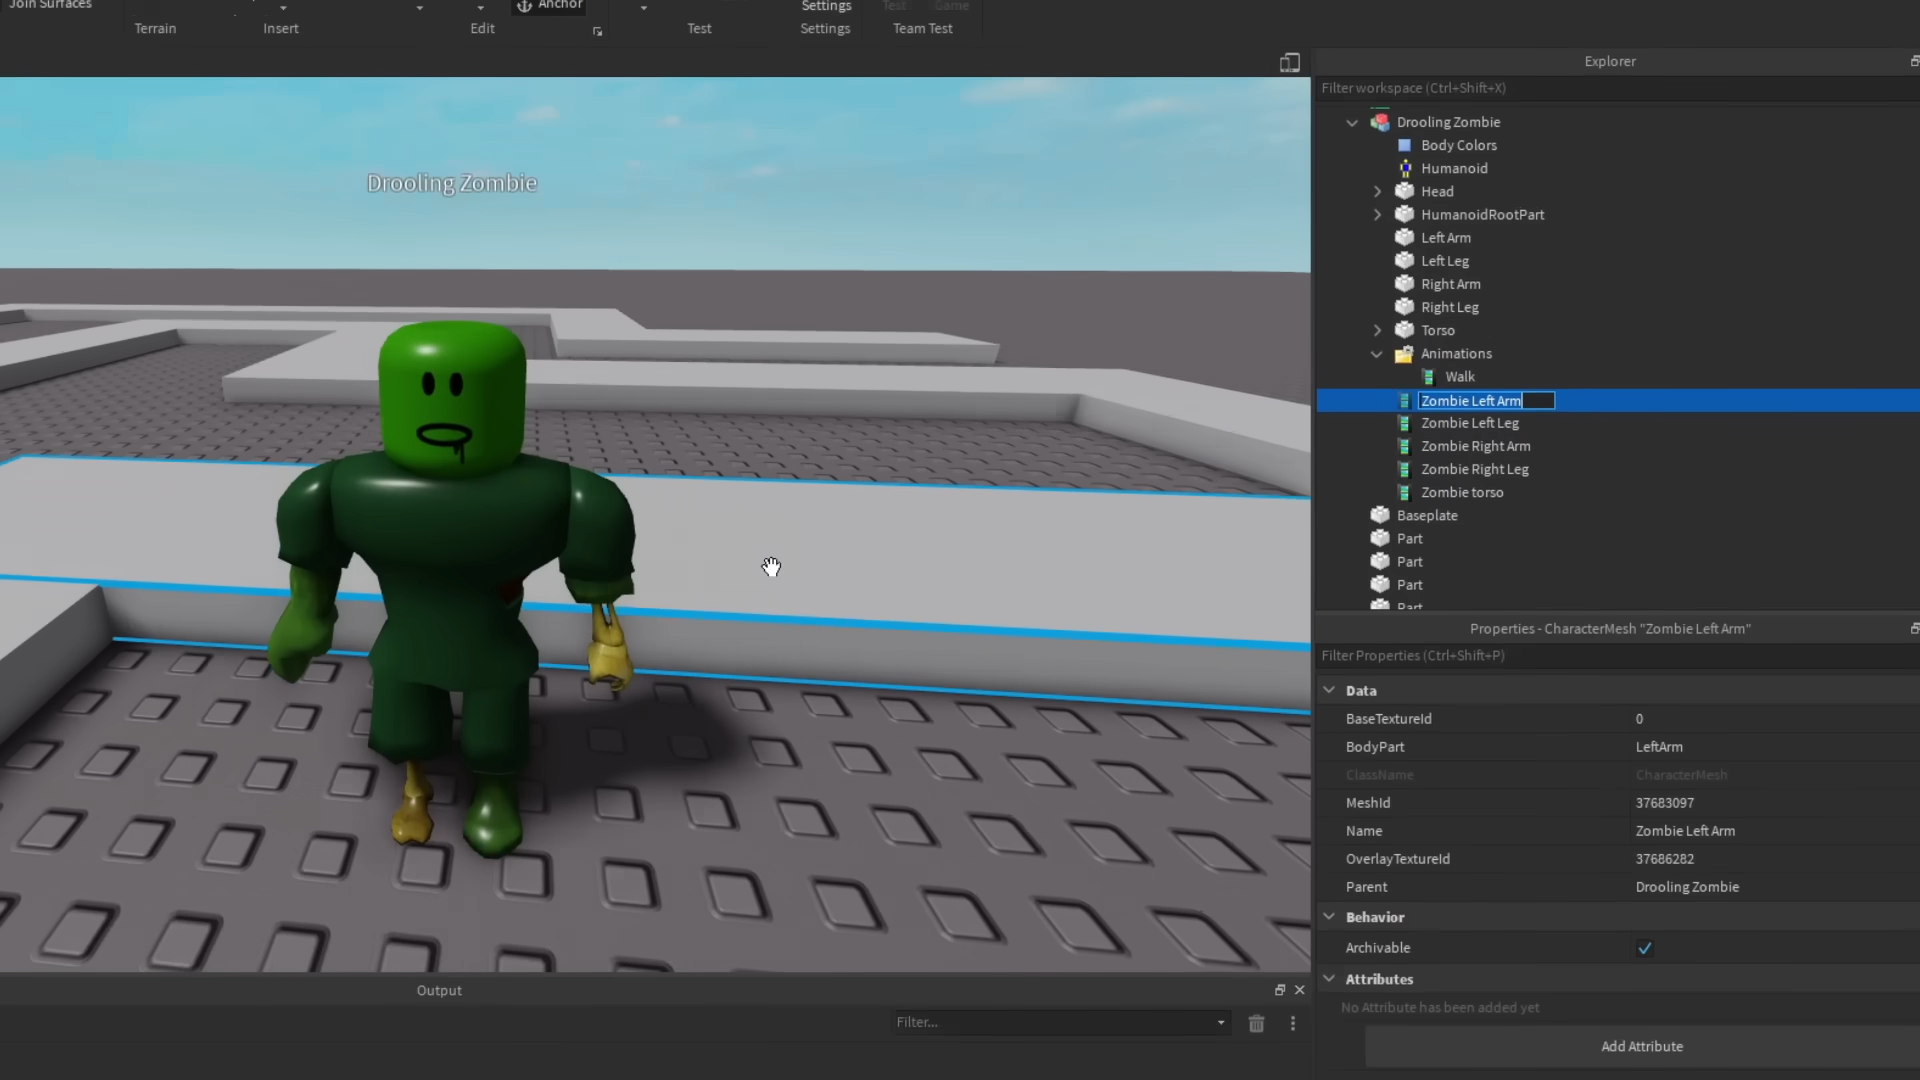 Join Surfaces
Anchor
Settings
Test
Game
Terrain
Insert
Edit
Test
Settings
Team Test
Drooling Zombie
Explorer
Filter workspace (Ctrl+Shift+X)
Drooling Zombie
Body Colors
Humanoid
Head
HumanoidRootPart
Left Arm
Left Leg
Right Arm
Right Leg
Torso
Animations
Walk
Zombie Left Arm
Zombie Left Leg
Zombie Right Arm
Zombie Right Leg
Zombie torso
Baseplate
Part
Part
Part
Part
Properties - CharacterMesh "Zombie Left Arm"
Filter Properties (Ctrl+Shift+P)
Data
BaseTextureId 0
BodyPart LeftArm
ClassName CharacterMesh
MeshId 37683097
Name Zombie Left Arm
OverlayTextureId 37686282
Parent Drooling Zombie
Behavior
Archivable
Attributes
No Attribute has been added yet
Add Attribute
Output
Filter...